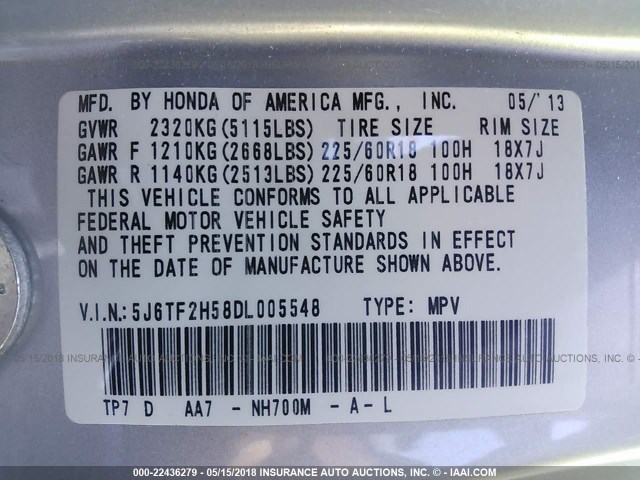 MFD. BY HONDA OF AMERICA MFG., INC. 05/'13
GVWR 2320KG(5115LBS) TIRE SIZE RIM SIZE
GAWR F 1210KG(2668LBS) 225/60R18 100H 18X7J
GAWR R 1140KG(2513LBS) 225/60R18 100H 18X7J
THIS VEHICLE CONFORMS TO ALL APPLICABLE
FEDERAL MOTOR VEHICLE SAFETY
AND THEFT PREVENTION STANDARDS IN EFFECT
ON THE DATE OF MANUFACTURE SHOWN ABOVE.
V.I.N.: 5J6TF2H58DL005548 TYPE: MPV
TP7 D AA7 - NH700M - A - L
000-22436279 - 05/15/2018 INSURANCE AUTO AUCTIONS. - © - IAAI.COM